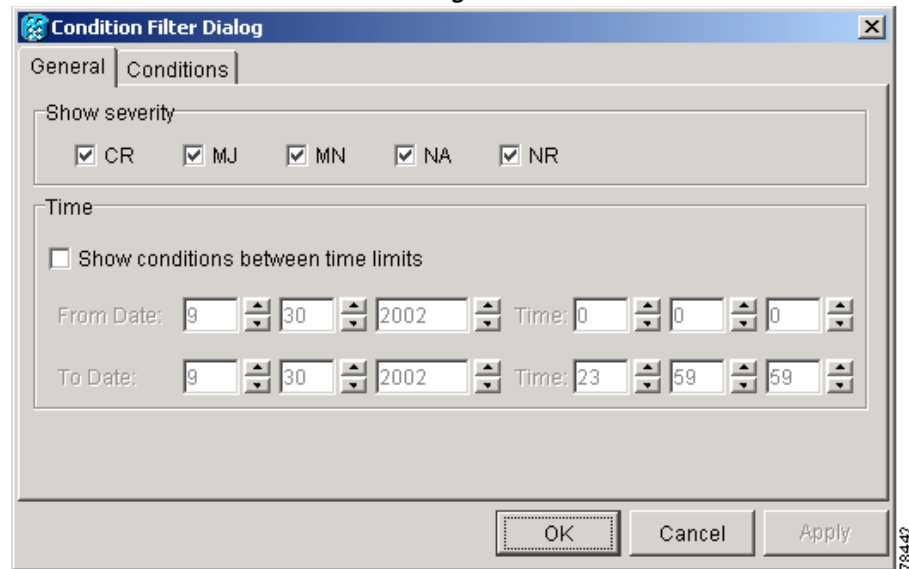 Condition Filter Dialog
General Conditions
Show severity
CR MJ MN NA NR
Time
Show conditions between time limits
From Date: 9 30 2002 Time: 0 0 0
To Date: 9 30 2002 Time: 23 59 59
OK Cancel Apply
78442